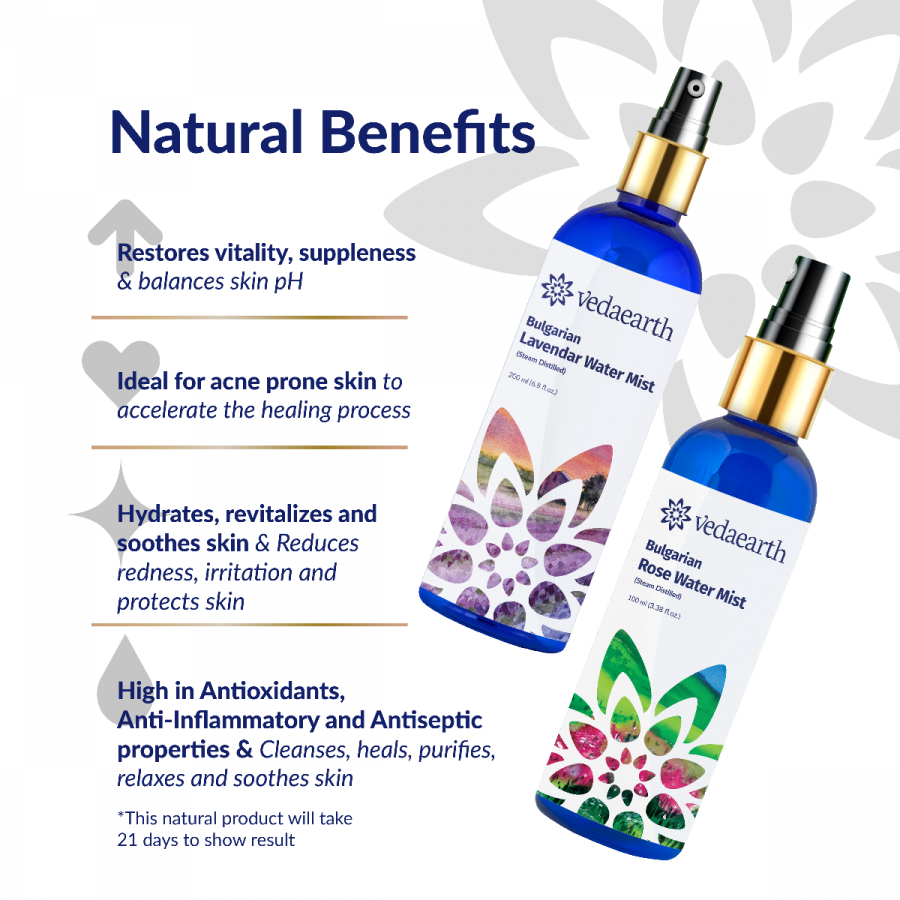 Natural Benefits
Restores vitality, suppleness
& balances skin pH
Ideal for acne prone skin to
accelerate the healing process
Hydrates, revitalizes and
soothes skin & Reduces
redness, irritation and
protects skin
High in Antioxidants,
Anti-Inflammatory and Antiseptic
properties & Cleanses, heals, purifies,
relaxes and soothes skin
*This natural product will take
21 days to show result
vedaearth
Bulgarian
Lavendar Water Mist
(Steam Distilled)
200 ml (6.8 fl.oz.)
vedaearth
Bulgarian
Rose Water Mist
(Steam Distilled)
100 ml (3.38 fl.oz.)